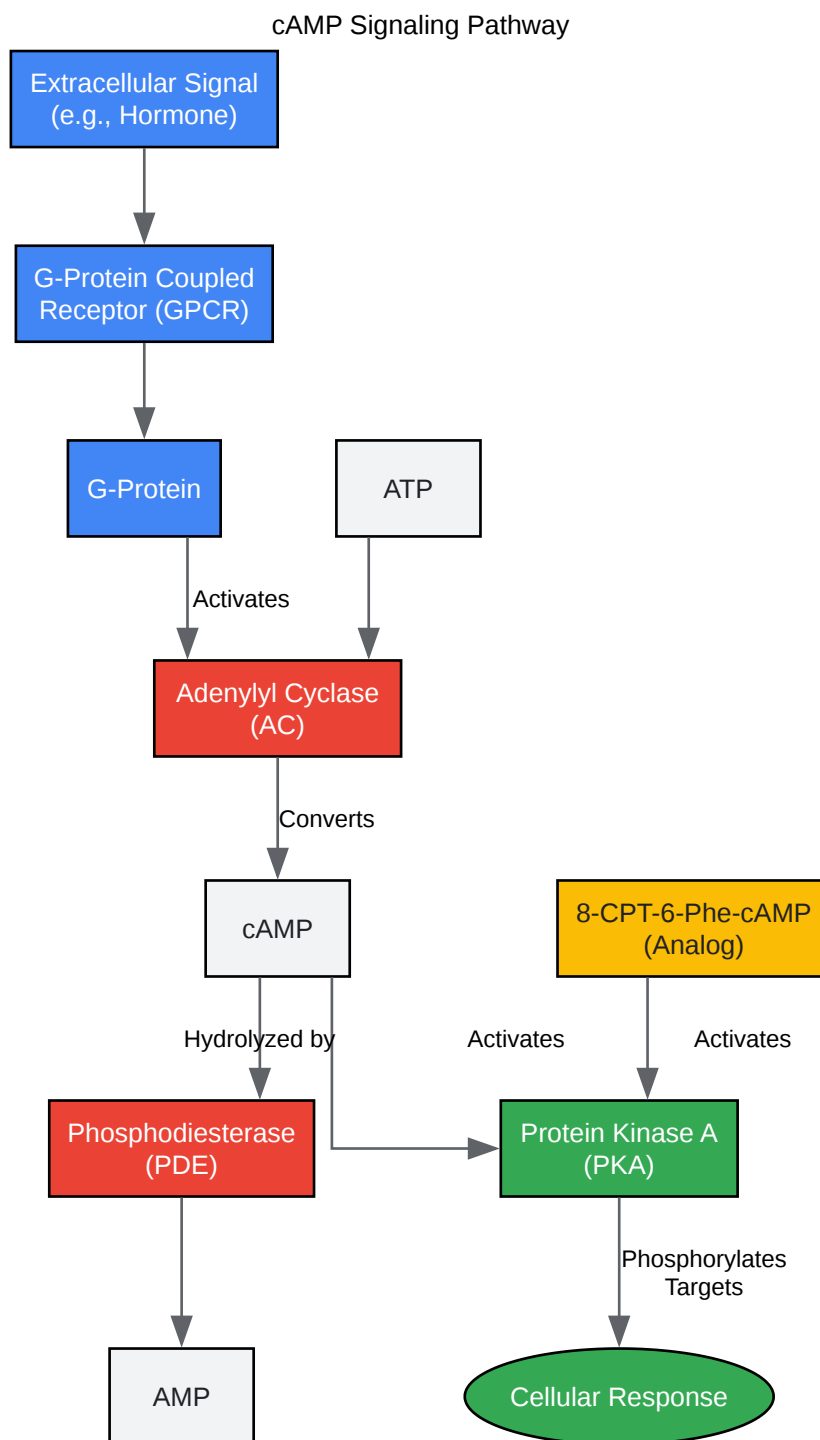 cAMP Signaling Pathway
Extracellular Signal
(e.g., Hormone)
G-Protein Coupled
Receptor (GPCR)
G-Protein
ATP
Activates
Adenylyl Cyclase
(AC)
Converts
cAMP
8-CPT-6-Phe-cAMP
(Analog)
Hydrolyzed by
Activates
Activates
Phosphodiesterase
(PDE)
Protein Kinase A
(PKA)
Phosphorylates
Targets
AMP
Cellular Response